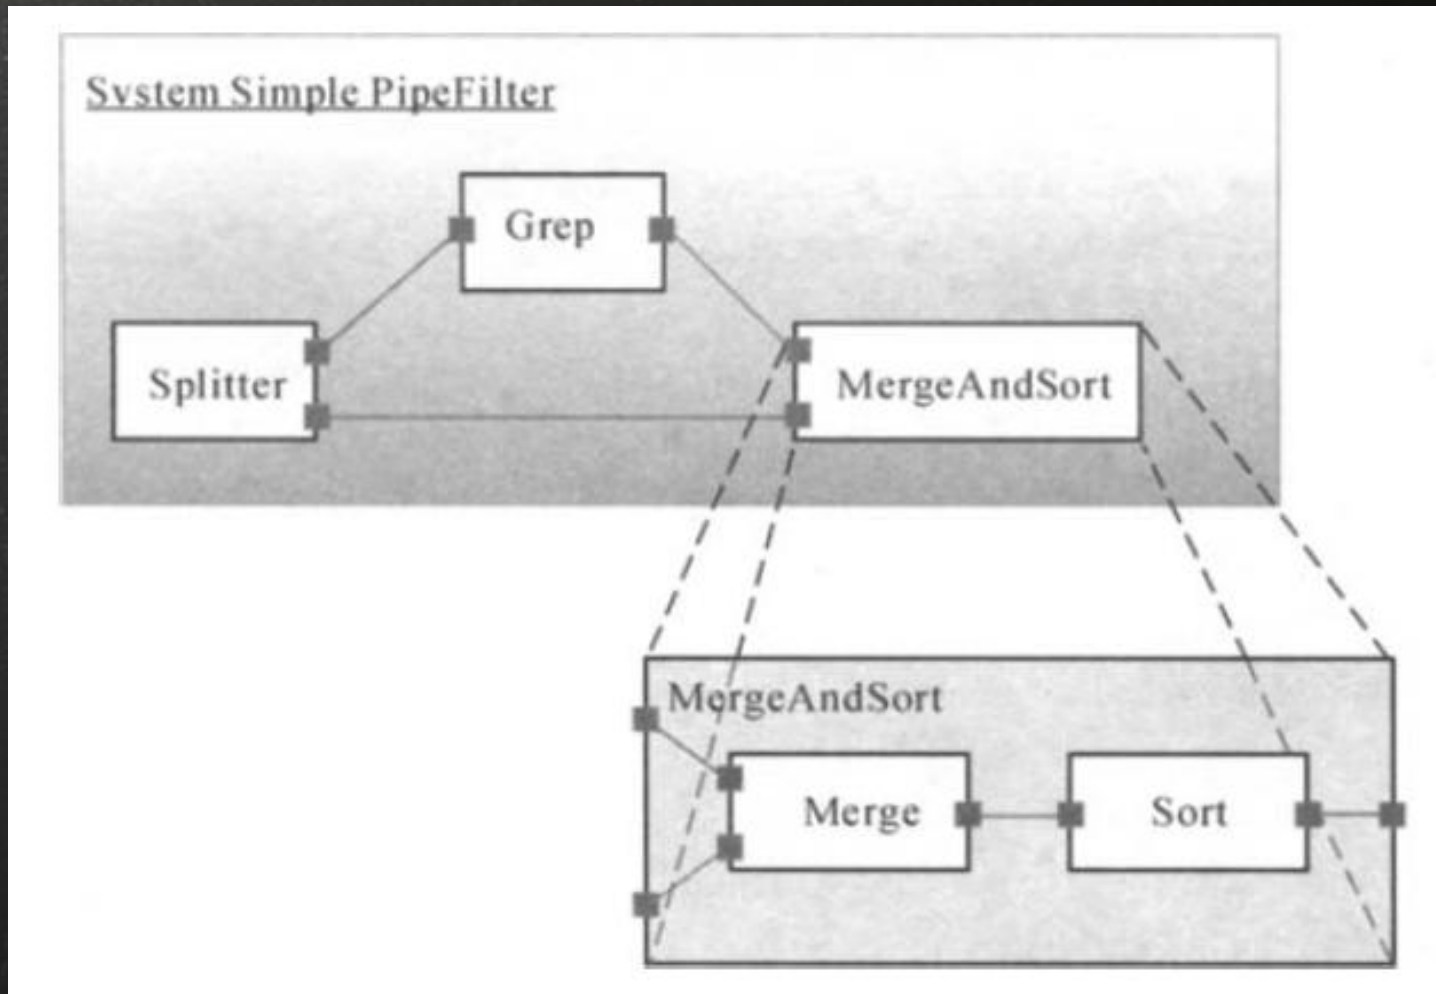 System Simple PipeFilter
Grep
Splitter
MergeAndSort
MergeAndSort
Merge
Sort